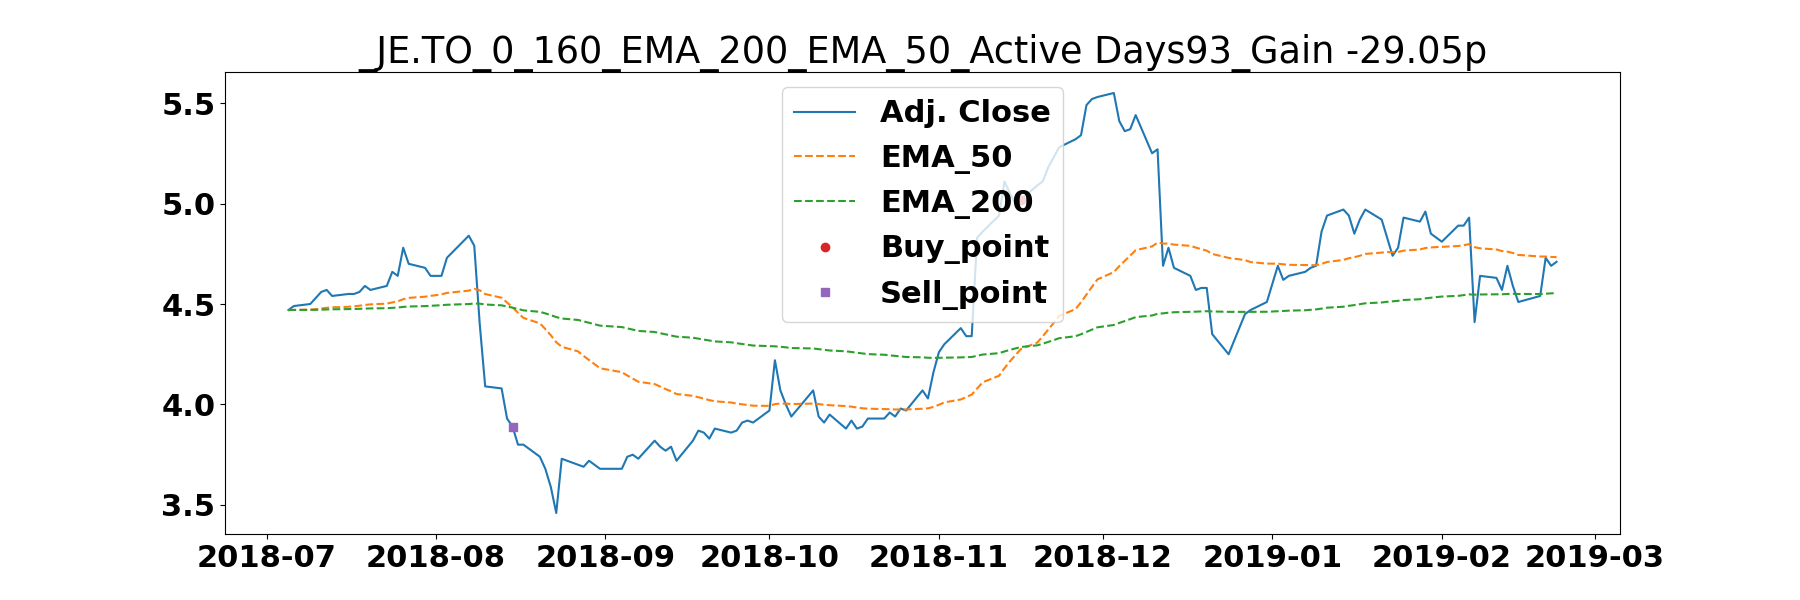 _JE.TO_0_160_EMA_200_EMA_50_Active Days93_Gain -29.05p
5.5
5.0
4.5
4.0
3.5
Adj. Close
EMA_50
EMA_200
Buy_point
Sell_point
2018-07 2018-08 2018-09 2018-10 2018-11 2018-12 2019-01 2019-02 2019-03